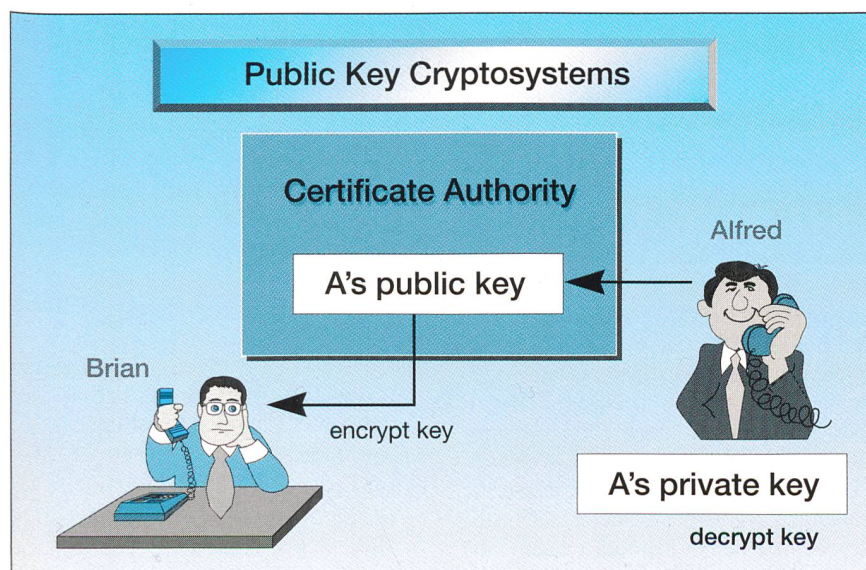 Public Key Cryptosystems
Certificate Authority
Alfred
A's public key
Brian
encrypt key
A's private key
decrypt key